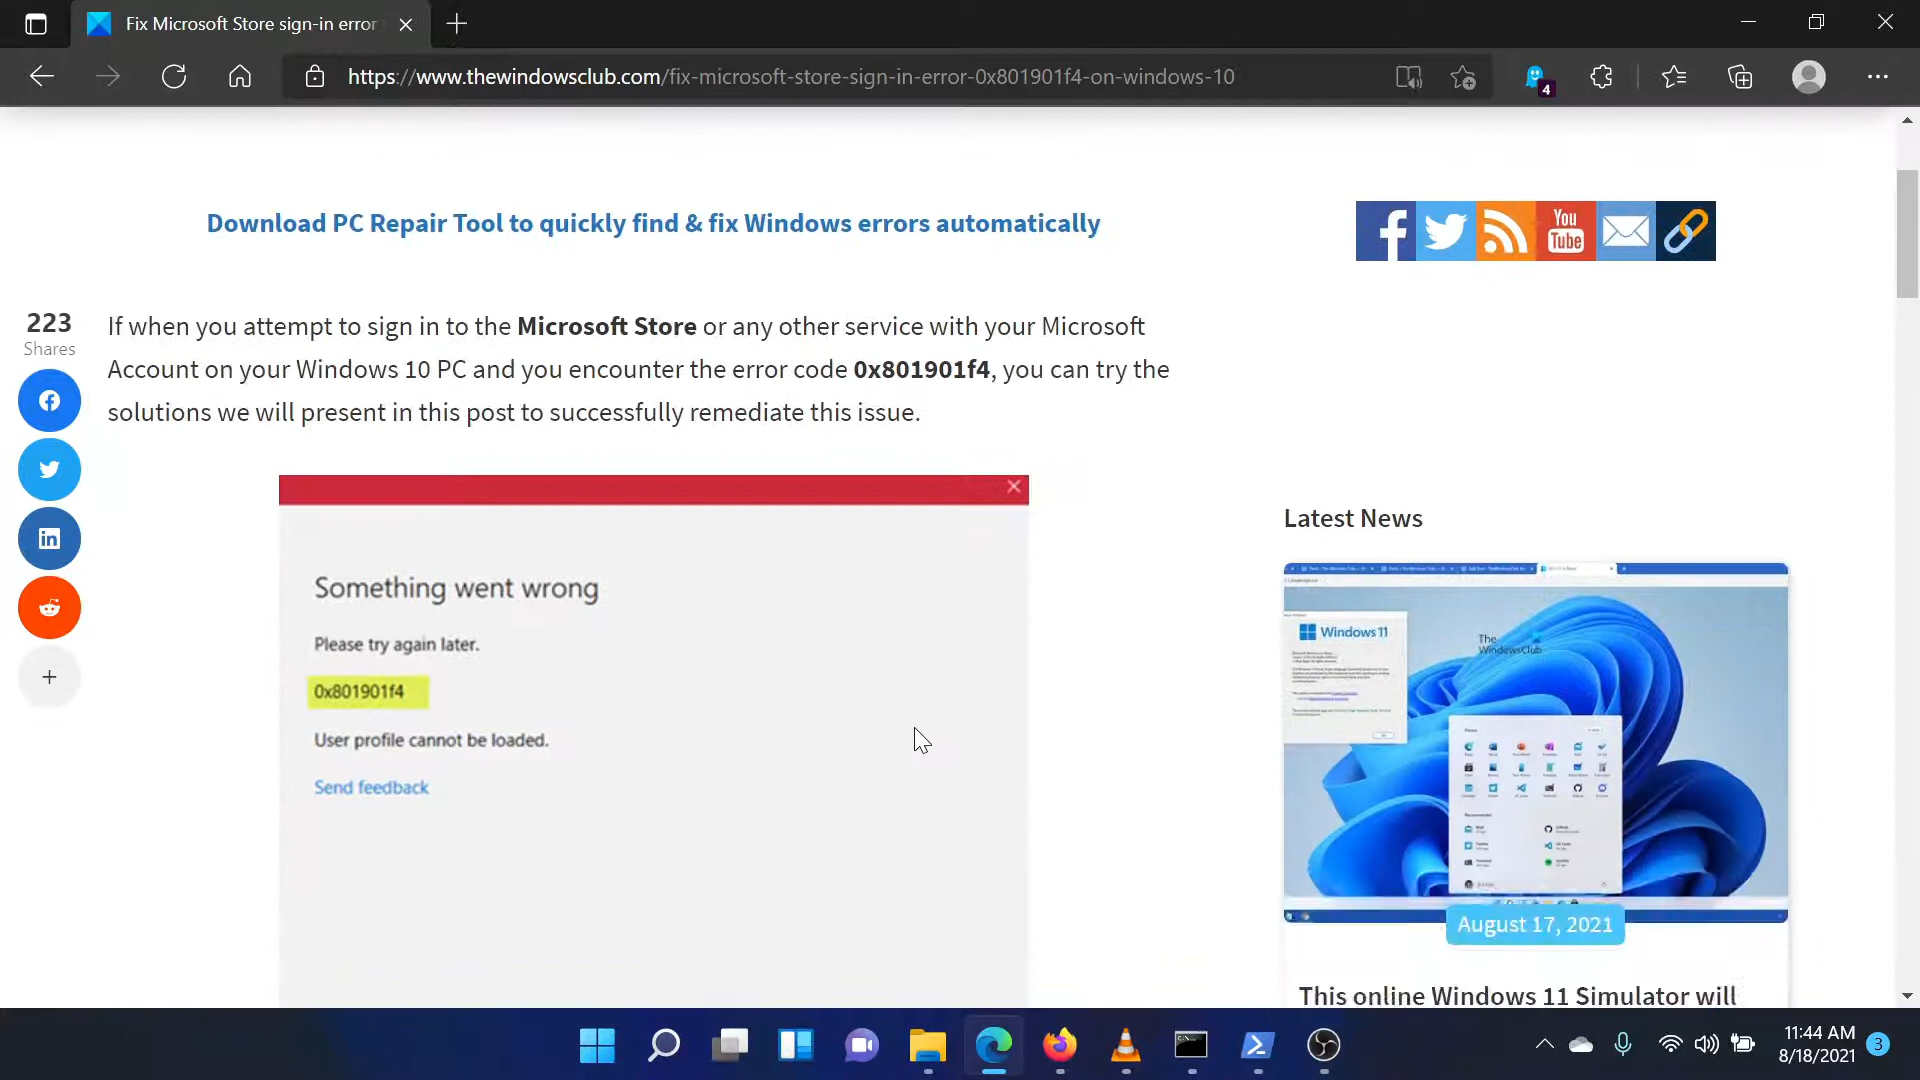 Fix Microsoft Store sign-in error
https://www.thewindowsclub.com/fix-microsoft-store-sign-in-error-0x801901f4-on-windows-10
4
Download PC Repair Tool to quickly find & fix Windows errors automatically
You
Tube
223
Shares
If when you attempt to sign in to the Microsoft Store or any other service with your Microsoft
Account on your Windows 10 PC and you encounter the error code 0x801901f4, you can try the
solutions we will present in this post to successfully remediate this issue.
Something went wrong
Please try again later.
0x801901f4
User profile cannot be loaded.
Send feedback
Latest News
Windows 11
The
WindowsClub
August 17, 2021
This online Windows 11 Simulator will
11:44 AM
8/18/2021
3